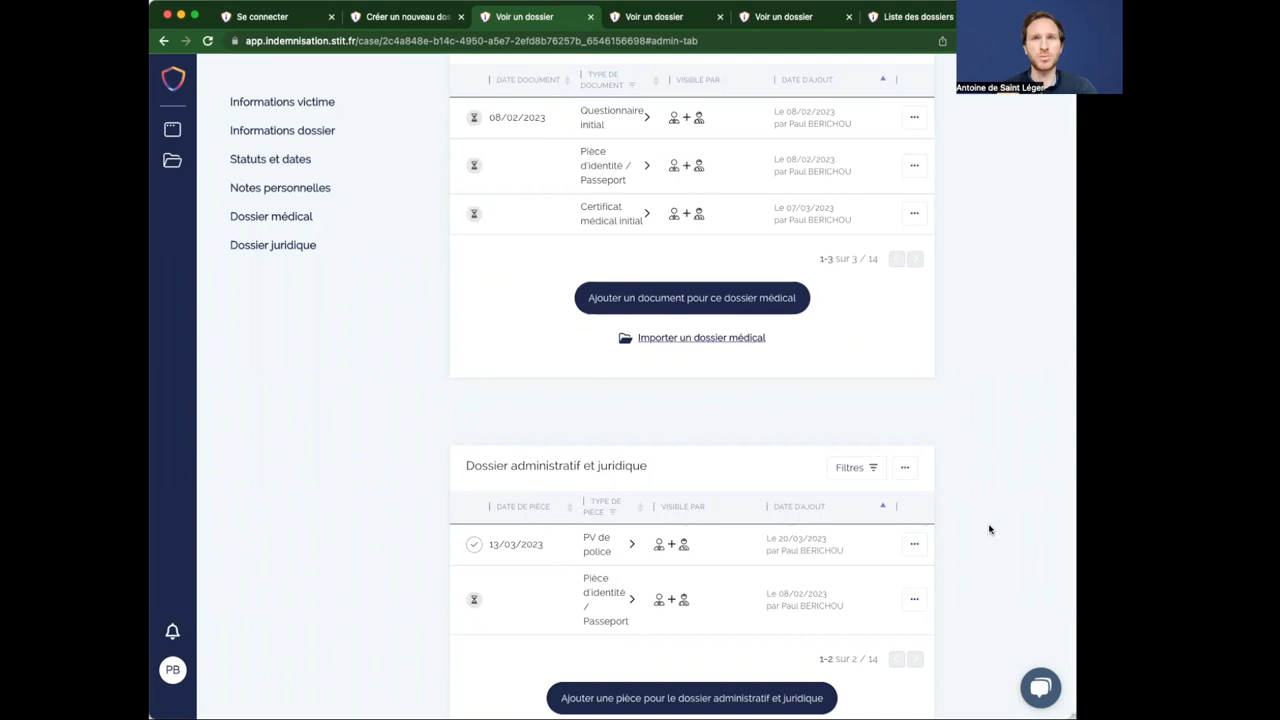 Se connecter
Créer un nouveau dos
Voir un dossier
Voir un dossier
Voir un dossier
Liste des dossiers
app.indemnisation.stit.fr/case/2c4a848e-b14c-4950-a5e7-2efd8b76257b_6546156698#admin-tab
Antoine de Saint Léger
Informations victime
Informations dossier
Statuts et dates
Notes personnelles
Dossier médical
Dossier juridique
DATE DOCUMENT
TYPE DE
DOCUMENT
VISIBLE PAR
DATE D'AJOUT
08/02/2023
Questionnaire
initial
Le 08/02/2023
par Paul BERICHOU
Pièce
d'identité /
Passeport
Le 08/02/2023
par Paul BERICHOU
Certificat
médical initial
Le 07/03/2023
par Paul BERICHOU
1-3 sur 3 / 14
Ajouter un document pour ce dossier médical
Importer un dossier médical
Dossier administratif et juridique
Filtres
DATE DE PIÈCE
TYPE DE
PIÈCE
VISIBLE PAR
DATE D'AJOUT
13/03/2023
PV de
police
Le 20/03/2023
par Paul BERICHOU
Pièce
d'identité
/
Passeport
Le 08/02/2023
par Paul BERICHOU
1-2 sur 2 / 14
Ajouter une pièce pour le dossier administratif et juridique
PB